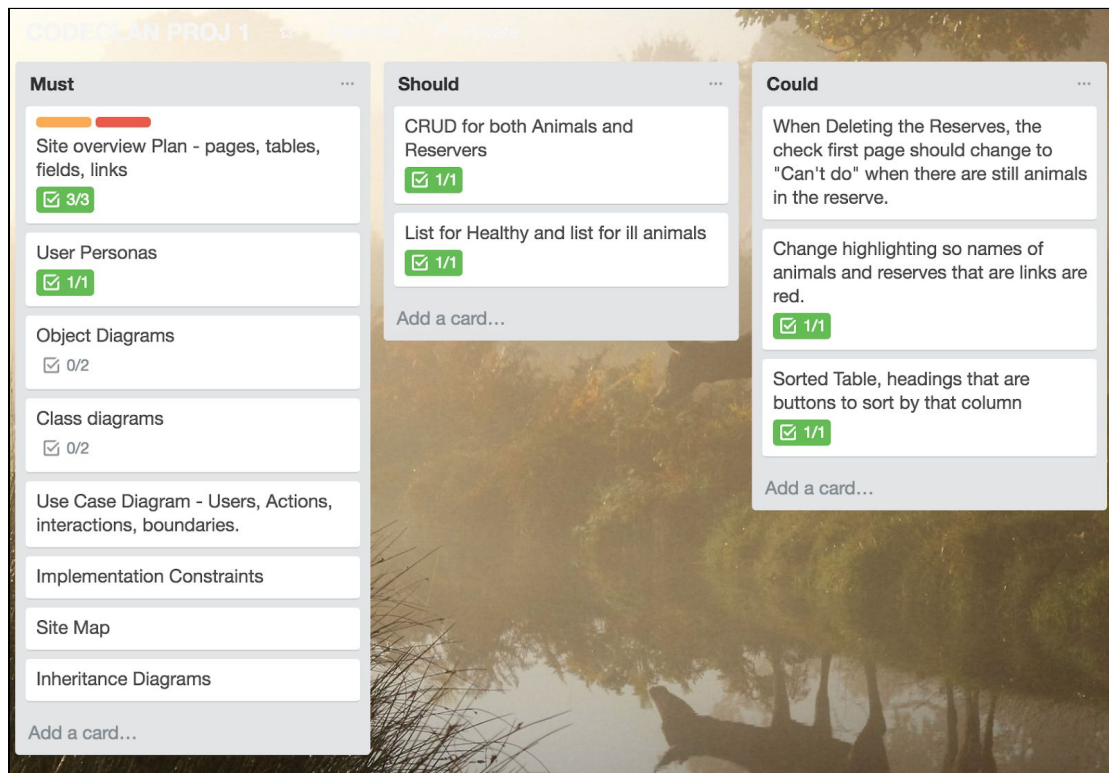 CODECLAN PROJ 1
Must
Site overview Plan - pages, tables,
fields, links
3/3
User Personas
1/1
Object Diagrams
0/2
Class diagrams
0/2
Use Case Diagram - Users, Actions,
interactions, boundaries.
Implementation Constraints
Site Map
Inheritance Diagrams
Add a card…
Should
CRUD for both Animals and
Reservers
1/1
List for Healthy and list for ill animals
1/1
Add a card…
Could
When Deleting the Reserves, the
check first page should change to
"Can't do" when there are still animals
in the reserve.
Change highlighting so names of
animals and reserves that are links are
red.
1/1
Sorted Table, headings that are
buttons to sort by that column
1/1
Add a card…